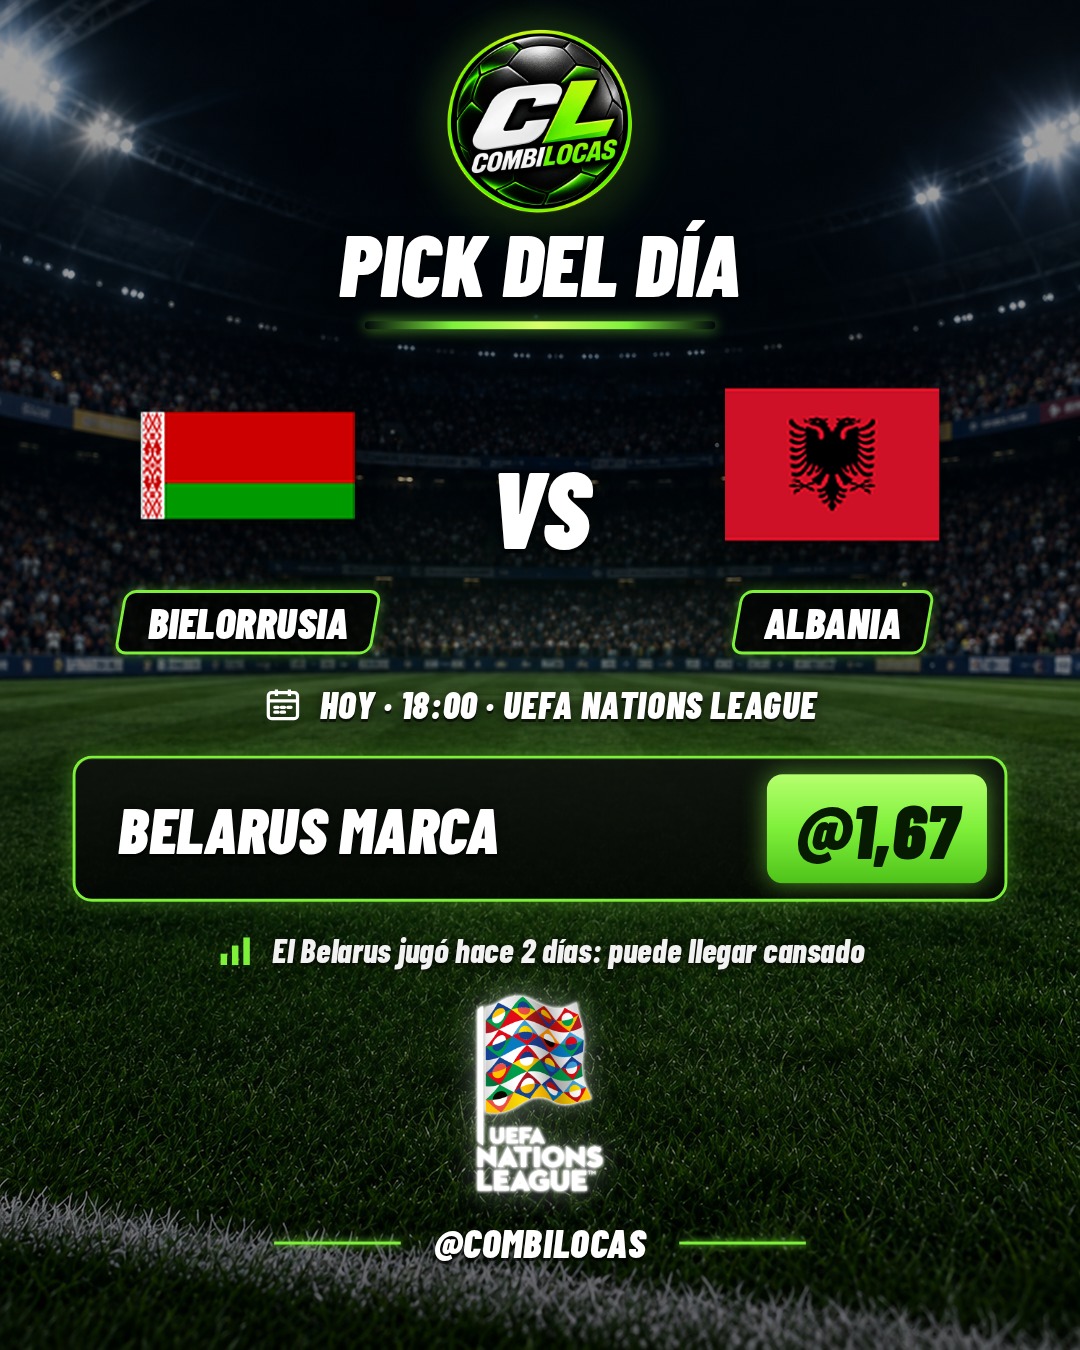 CL
COMBILOCAS
PICK DEL DÍA
VS
BIELORRUSIA
ALBANIA
HOY · 18:00 · UEFA NATIONS LEAGUE
BELARUS MARCA
@1,67
El Belarus jugó hace 2 días: puede llegar cansado
UEFA
NATIONS
LEAGUE™
@COMBILOCAS